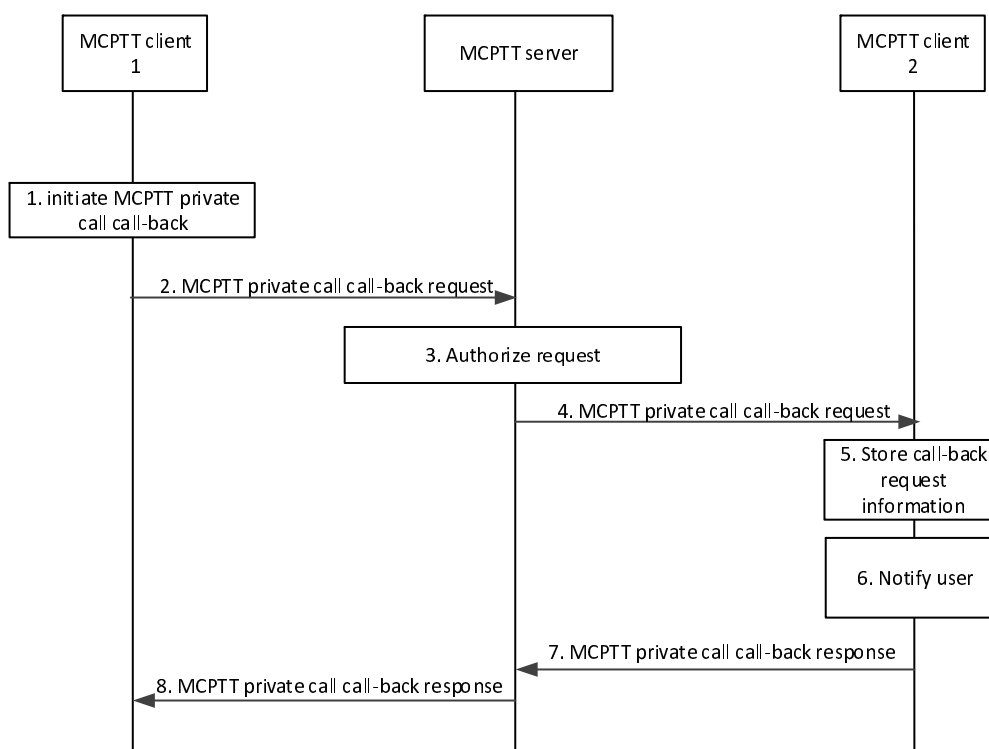 MCPTT client
1
MCPTT server
MCPTT client
2
1. initiate MCPTT private
call call-back
2. MCPTT private call call-back request
3. Authorize request
4. MCPTT private call call-back request
5. Store call-back
request
information
6. Notify user
7. MCPTT private call call-back response
8. MCPTT private call call-back response